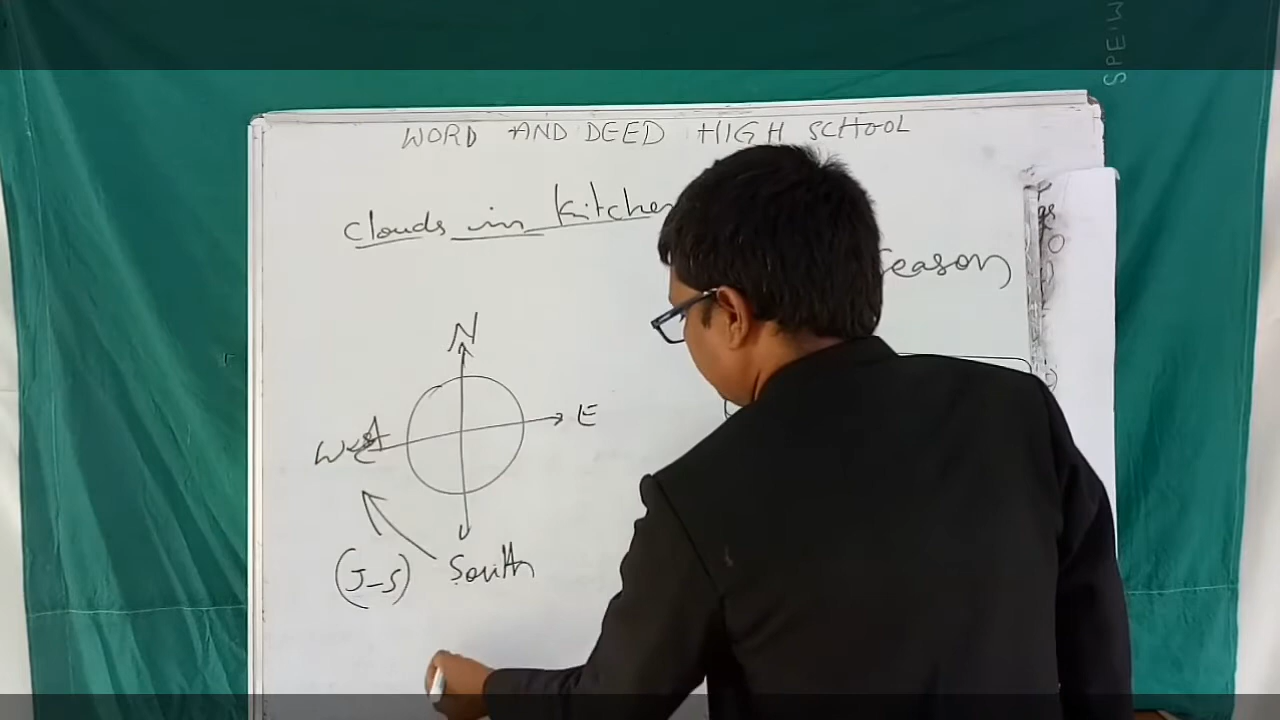 WORD AND DEED HIGH SCHOOL
Clouds in Kitchen
Season
N
E
West
South
(J-S)